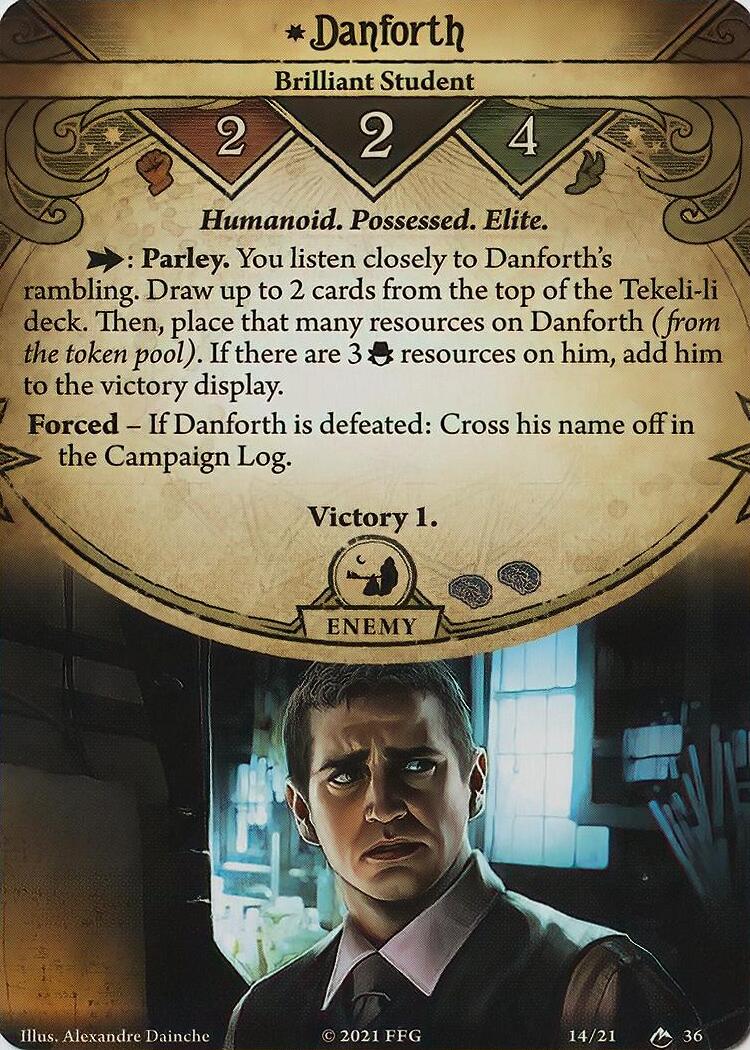 Danforth
Brilliant Student
2 2 4
Humanoid. Possessed. Elite.
: Parley. You listen closely to Danforth's
rambling. Draw up to 2 cards from the top of the Tekeli-li
deck. Then, place that many resources on Danforth (from
the token pool). If there are 3 resources on him, add him
to the victory display.
Forced – If Danforth is defeated: Cross his name off in
the Campaign Log.
Victory 1.
ENEMY
Illus. Alexandre Dainche © 2021 FFG 14/21 36